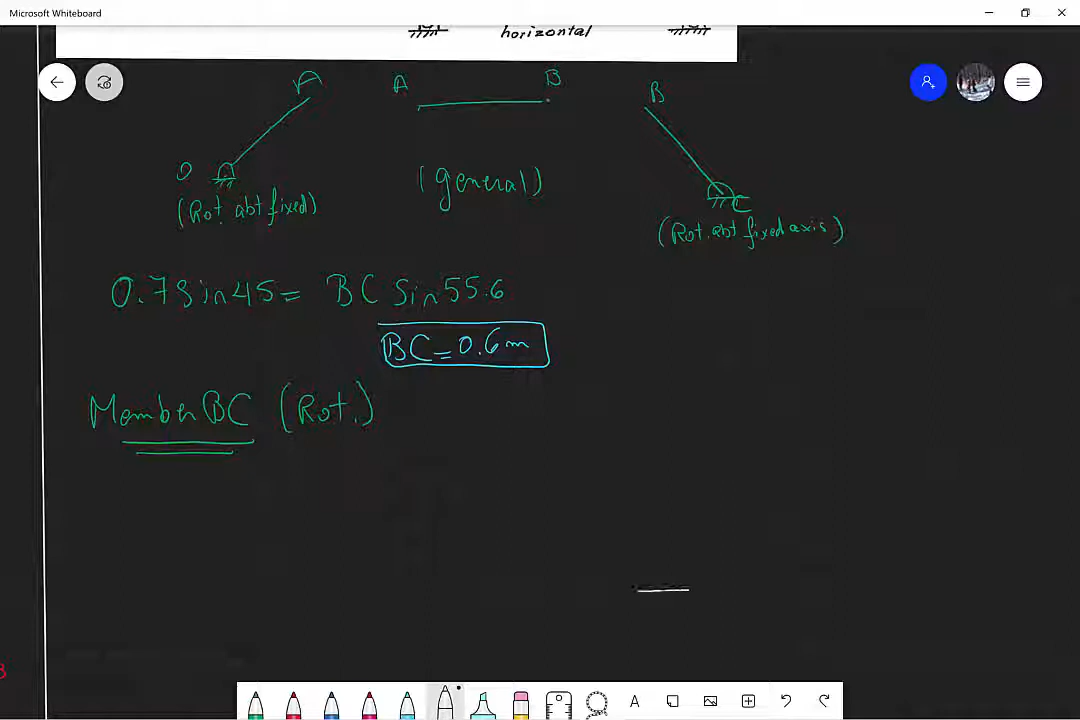 Microsoft Whiteboard
horizontal
A
A
B
B
O
(Rot. abt fixed)
(general)
C
(Rot. abt fixed axis)
0.7 Sin 45 = BC Sin 55.6
BC = 0.6 m
Member BC (Rot.)
A